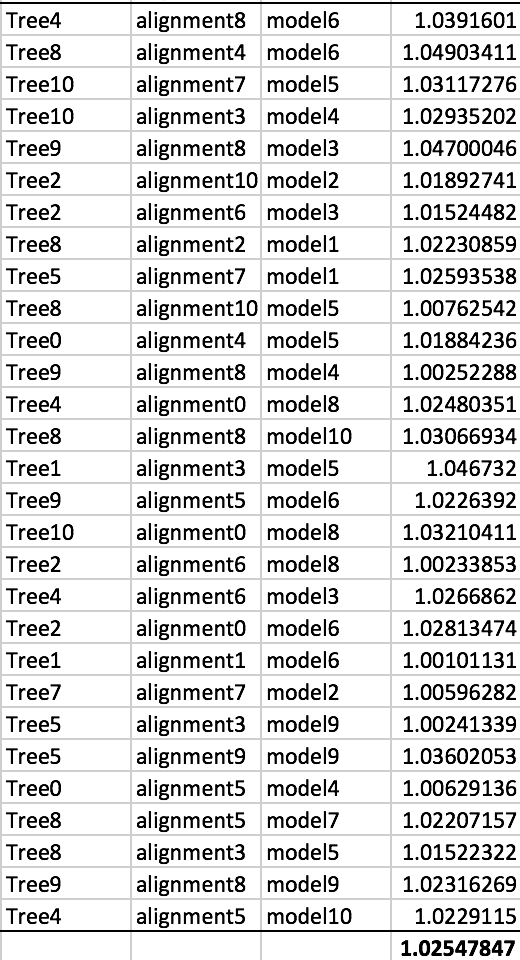 Tree4 alignment8 model6 1.0391601
Tree8 alignment4 model6 1.04903411
Tree10 alignment7 model5 1.03117276
Tree10 alignment3 model4 1.02935202
Tree9 alignment8 model3 1.04700046
Tree2 alignment10 model2 1.01892741
Tree2 alignment6 model3 1.01524482
Tree8 alignment2 model1 1.02230859
Tree5 alignment7 model1 1.02593538
Tree8 alignment10 model5 1.00762542
Tree0 alignment4 model5 1.01884236
Tree9 alignment8 model4 1.00252288
Tree4 alignment0 model8 1.02480351
Tree8 alignment8 model10 1.03066934
Tree1 alignment3 model5 1.046732
Tree9 alignment5 model6 1.0226392
Tree10 alignment0 model8 1.03210411
Tree2 alignment6 model8 1.00233853
Tree4 alignment6 model3 1.0266862
Tree2 alignment0 model6 1.02813474
Tree1 alignment1 model6 1.00101131
Tree7 alignment7 model2 1.00596282
Tree5 alignment3 model9 1.00241339
Tree5 alignment9 model9 1.03602053
Tree0 alignment5 model4 1.00629136
Tree8 alignment5 model7 1.02207157
Tree8 alignment3 model5 1.01522322
Tree9 alignment8 model9 1.02316269
Tree4 alignment5 model10 1.0229115
1.02547847